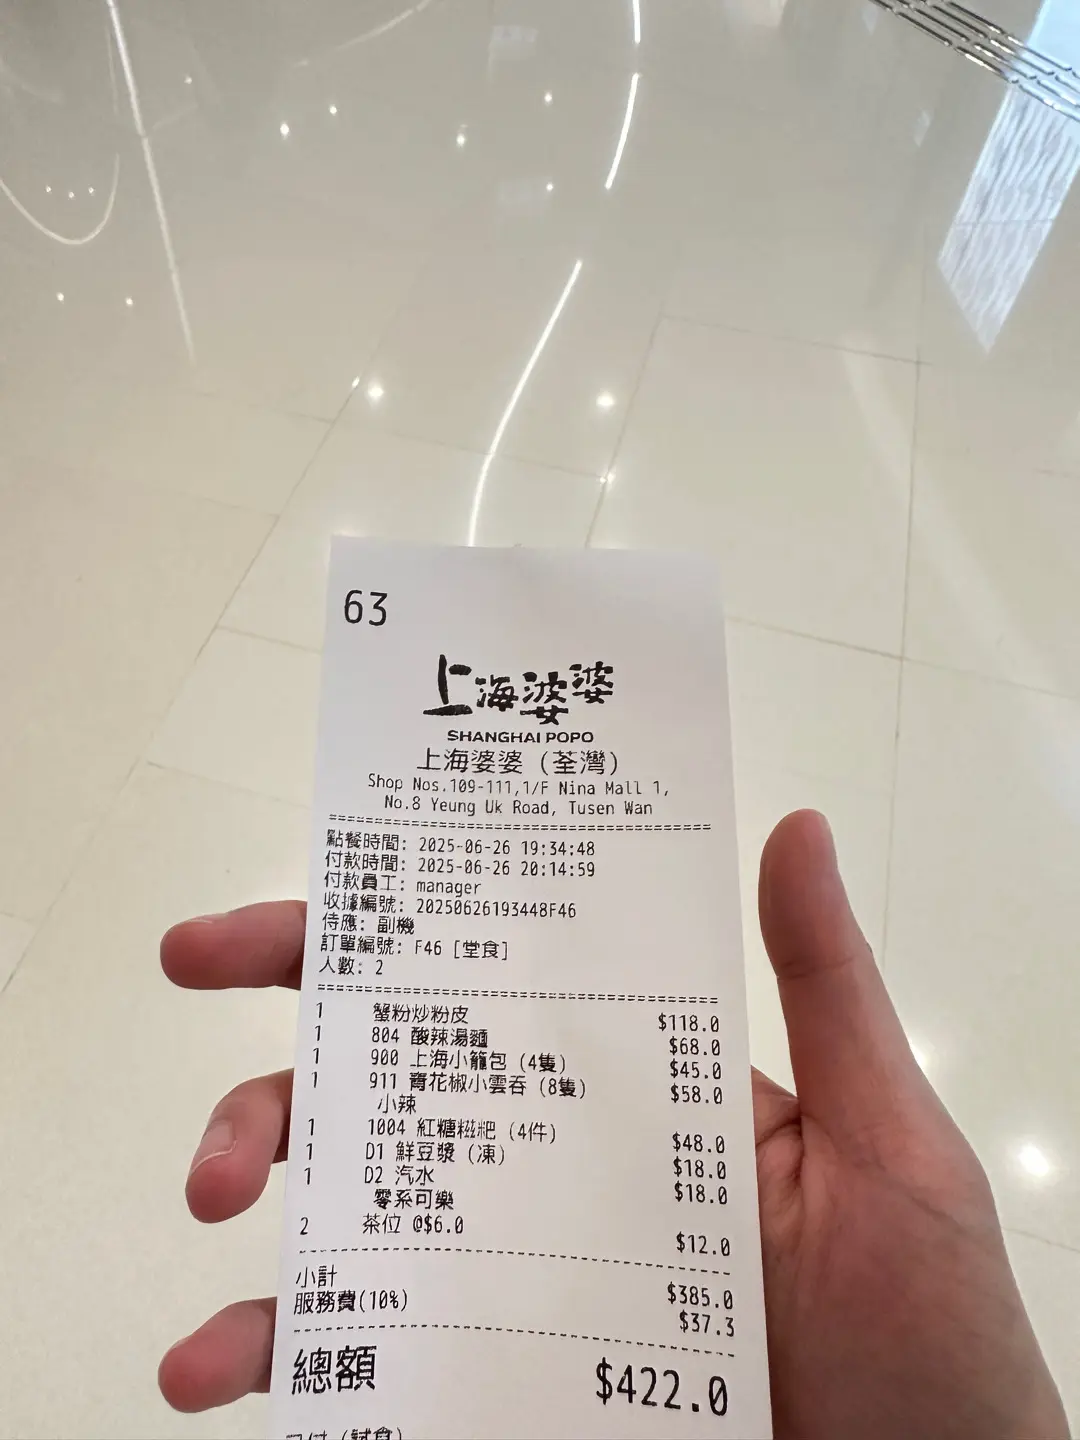 63
上海婆婆
SHANGHAI POPO
上海婆婆 (荃灣)
Shop Nos.109-111,1/F Nina Mall 1,
No.8 Yeung Uk Road, Tusen Wan
點餐時間: 2025-06-26 19:34:48
付款時間: 2025-06-26 20:14:59
付款員工: manager
收據編號: 20250626193448F46
侍應: 副機
訂單編號: F46 [堂食]
人數: 2
1 蟹粉炒粉皮 $118.0
1 804 酸辣湯麵 $68.0
1 900 上海小籠包 (4隻) $45.0
1 911 青花椒小雲吞 (8隻) $58.0
小辣
1 1004 紅糖糍粑 (4件) $48.0
1 D1 鮮豆漿 (凍) $18.0
1 D2 汽水 $18.0
零系可樂
2 茶位 @$6.0 $12.0
小計 $385.0
服務費(10%) $37.3
總額 $422.0